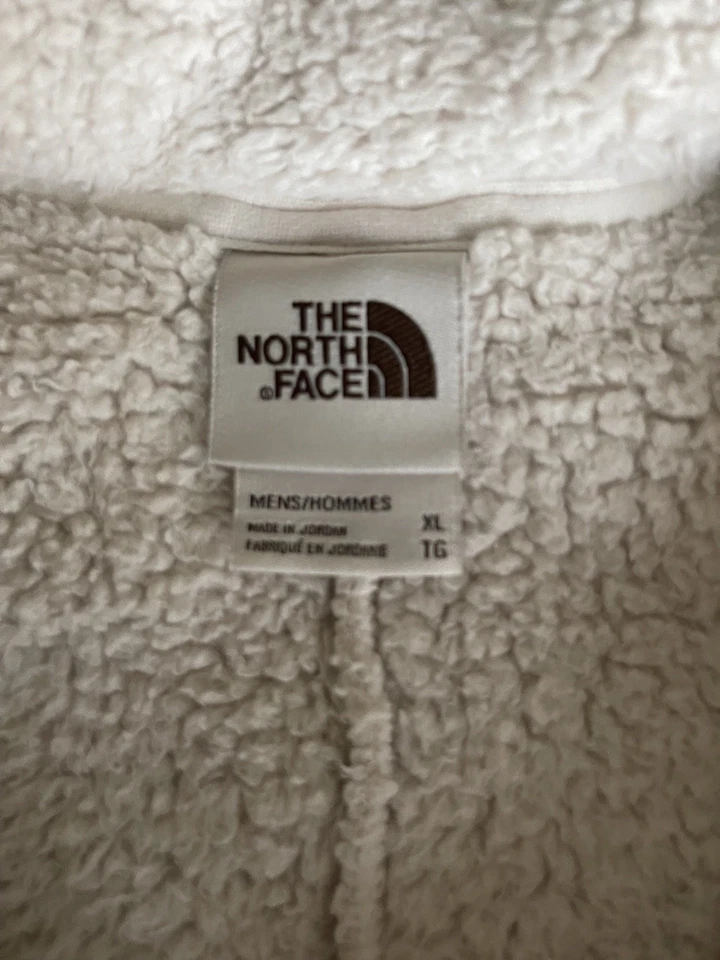 THE
NORTH
®FACE
MENS/HOMMES
MADE IN JORDAN XL
FABRIQUÉ EN JORDANIE TG